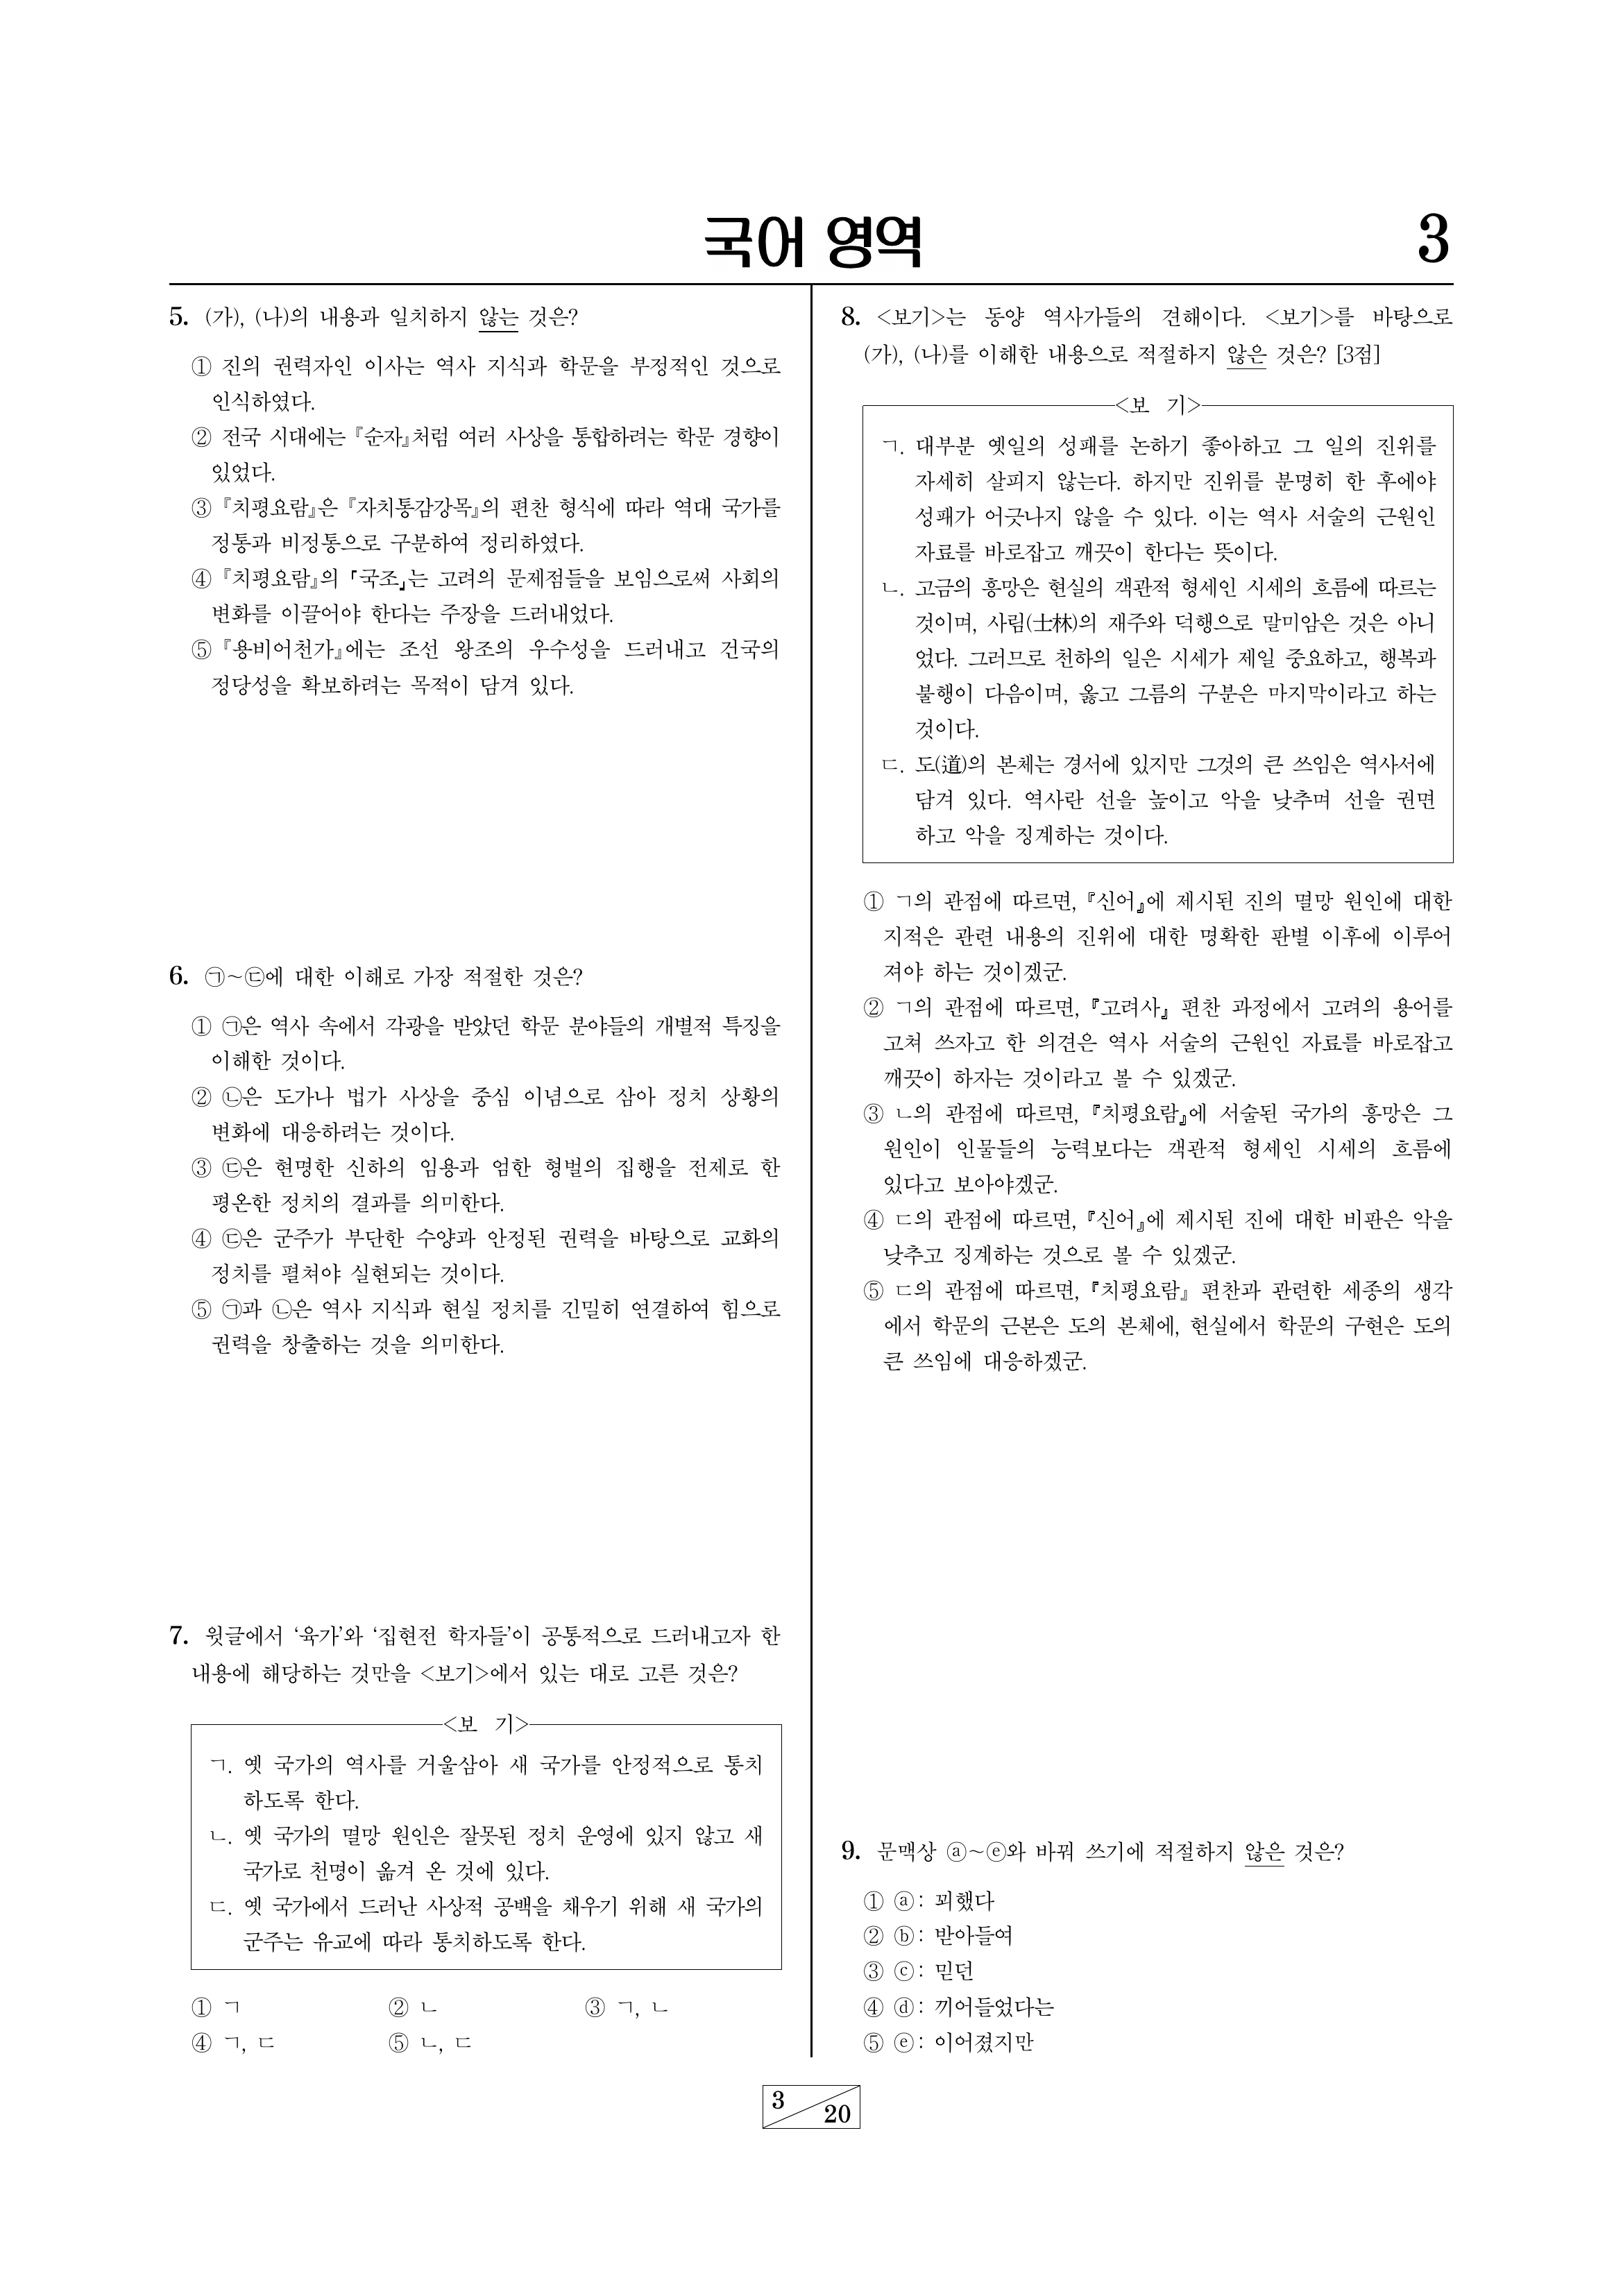 국어 영역
3
5. (가), (나)의 내용과 일치하지 않는 것은?
① 진의 권력자인 이사는 역사 지식과 학문을 부정적인 것으로
인식하였다.
② 전국 시대에는 『순자』처럼 여러 사상을 통합하려는 학문 경향이
있었다.
③ 『치평요람』은 『자치통감강목』의 편찬 형식에 따라 역대 국가를
정통과 비정통으로 구분하여 정리하였다.
④ 『치평요람』의 「국조」는 고려의 문제점들을 보임으로써 사회의
변화를 이끌어야 한다는 주장을 드러내었다.
⑤ 『용비어천가』에는 조선 왕조의 우수성을 드러내고 건국의
정당성을 확보하려는 목적이 담겨 있다.
6. ㉠~㉢에 대한 이해로 가장 적절한 것은?
① ㉠은 역사 속에서 각광을 받았던 학문 분야들의 개별적 특징을
이해한 것이다.
② ㉡은 도가나 법가 사상을 중심 이념으로 삼아 정치 상황의
변화에 대응하려는 것이다.
③ ㉢은 현명한 신하의 임용과 엄한 형벌의 집행을 전제로 한
평온한 정치의 결과를 의미한다.
④ ㉢은 군주가 부단한 수양과 안정된 권력을 바탕으로 교화의
정치를 펼쳐야 실현되는 것이다.
⑤ ㉠과 ㉡은 역사 지식과 현실 정치를 긴밀히 연결하여 힘으로
권력을 창출하는 것을 의미한다.
7. 윗글에서 ‘육가’와 ‘집현전 학자들’이 공통적으로 드러내고자 한
내용에 해당하는 것만을 <보기>에서 있는 대로 고른 것은?
<보 기>
ㄱ. 옛 국가의 역사를 거울삼아 새 국가를 안정적으로 통치
하도록 한다.
ㄴ. 옛 국가의 멸망 원인은 잘못된 정치 운영에 있지 않고 새
국가로 천명이 옮겨 온 것에 있다.
ㄷ. 옛 국가에서 드러난 사상적 공백을 채우기 위해 새 국가의
군주는 유교에 따라 통치하도록 한다.
① ㄱ ② ㄴ ③ ㄱ, ㄴ
④ ㄱ, ㄷ ⑤ ㄴ, ㄷ
8. <보기>는 동양 역사가들의 견해이다. <보기>를 바탕으로
(가), (나)를 이해한 내용으로 적절하지 않은 것은? [3점]
<보 기>
ㄱ. 대부분 옛일의 성패를 논하기 좋아하고 그 일의 진위를
자세히 살피지 않는다. 하지만 진위를 분명히 한 후에야
성패가 어긋나지 않을 수 있다. 이는 역사 서술의 근원인
자료를 바로잡고 깨끗이 한다는 뜻이다.
ㄴ. 고금의 흥망은 현실의 객관적 형세인 시세의 흐름에 따르는
것이며, 사림(士林)의 재주와 덕행으로 말미암은 것은 아니
었다. 그러므로 천하의 일은 시세가 제일 중요하고, 행복과
불행이 다음이며, 옳고 그름의 구분은 마지막이라고 하는
것이다.
ㄷ. 도(道)의 본체는 경서에 있지만 그것의 큰 쓰임은 역사서에
담겨 있다. 역사란 선을 높이고 악을 낮추며 선을 권면
하고 악을 징계하는 것이다.
① ㄱ의 관점에 따르면, 『신어』에 제시된 진의 멸망 원인에 대한
지적은 관련 내용의 진위에 대한 명확한 판별 이후에 이루어
져야 하는 것이겠군.
② ㄱ의 관점에 따르면, 『고려사』 편찬 과정에서 고려의 용어를
고쳐 쓰자고 한 의견은 역사 서술의 근원인 자료를 바로잡고
깨끗이 하자는 것이라고 볼 수 있겠군.
③ ㄴ의 관점에 따르면, 『치평요람』에 서술된 국가의 흥망은 그
원인이 인물들의 능력보다는 객관적 형세인 시세의 흐름에
있다고 보아야겠군.
④ ㄷ의 관점에 따르면, 『신어』에 제시된 진에 대한 비판은 악을
낮추고 징계하는 것으로 볼 수 있겠군.
⑤ ㄷ의 관점에 따르면, 『치평요람』 편찬과 관련한 세종의 생각
에서 학문의 근본은 도의 본체에, 현실에서 학문의 구현은 도의
큰 쓰임에 대응하겠군.
9. 문맥상 ⓐ~ⓔ와 바꿔 쓰기에 적절하지 않은 것은?
① ⓐ: 꾀했다
② ⓑ: 받아들여
③ ⓒ: 믿던
④ ⓓ: 끼어들었다는
⑤ ⓔ: 이어졌지만
3
20